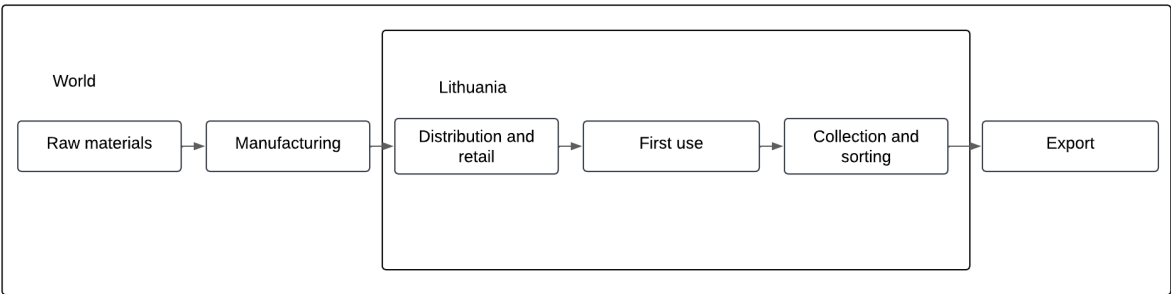 World
Lithuania
Raw materials
Manufacturing
Distribution and
retail
First use
Collection and
sorting
Export